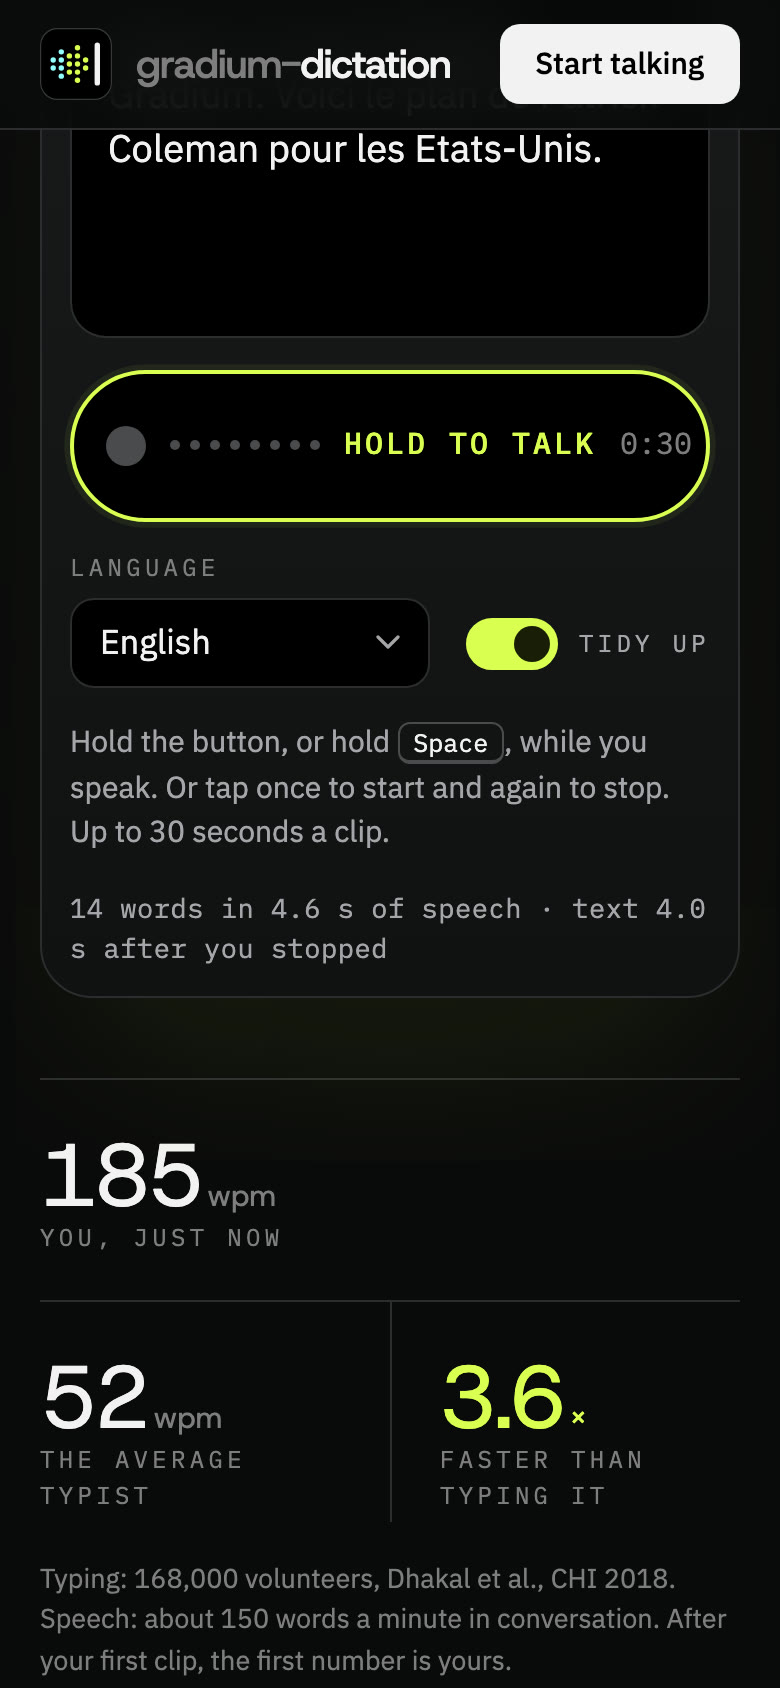 gradium-dictation
Start talking
Gradium. Voici le plan de
Coleman pour les Etats-Unis.
HOLD TO TALK 0:30
LANGUAGE
English
TIDY UP
Hold the button, or hold Space, while you
speak. Or tap once to start and again to stop.
Up to 30 seconds a clip.
14 words in 4.6 s of speech · text 4.0
s after you stopped
185 wpm
YOU, JUST NOW
52 wpm
THE AVERAGE
TYPIST
3.6×
FASTER THAN
TYPING IT
Typing: 168,000 volunteers, Dhakal et al., CHI 2018.
Speech: about 150 words a minute in conversation. After
your first clip, the first number is yours.